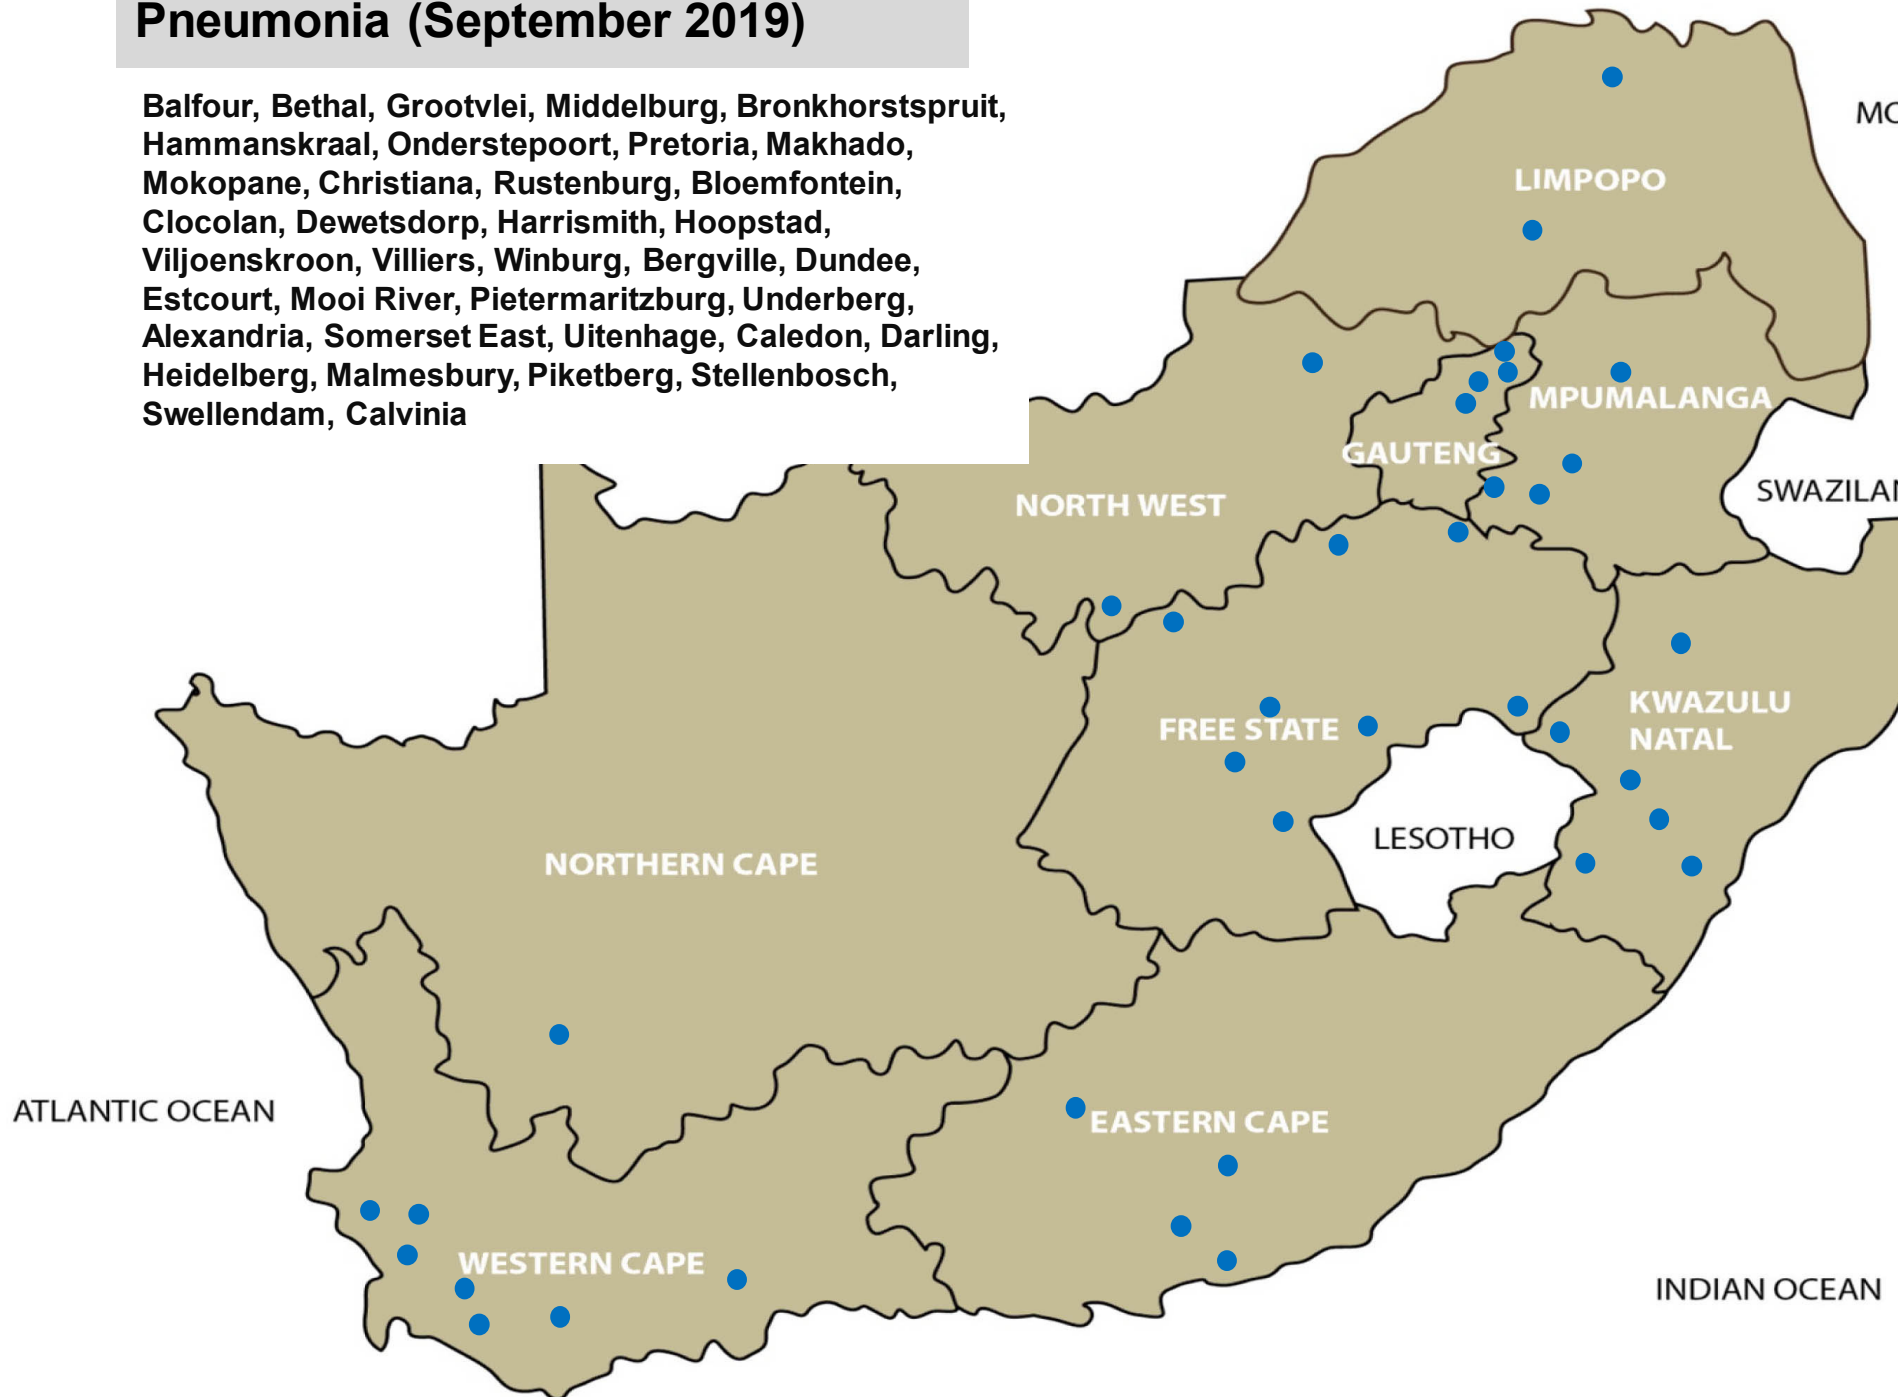 Pneumonia (September 2019)
Balfour, Bethal, Grootvlei, Middelburg, Bronkhorstspruit,
Hammanskraal, Onderstepoort, Pretoria, Makhado,
Mokopane, Christiana, Rustenburg, Bloemfontein,
Clocolan, Dewetsdorp, Harrismith, Hoopstad,
Viljoenskroon, Villiers, Winburg, Bergville, Dundee,
Estcourt, Mooi River, Pietermaritzburg, Underberg,
Alexandria, Somerset East, Uitenhage, Caledon, Darling,
Heidelberg, Malmesbury, Piketberg, Stellenbosch,
Swellendam, Calvinia
MO
LIMPOPO
MPUMALANGA
GAUTENG
SWAZILAN
NORTH WEST
KWAZULU
NATAL
FREE STATE
LESOTHO
NORTHERN CAPE
ATLANTIC OCEAN
EASTERN CAPE
WESTERN CAPE
INDIAN OCEAN